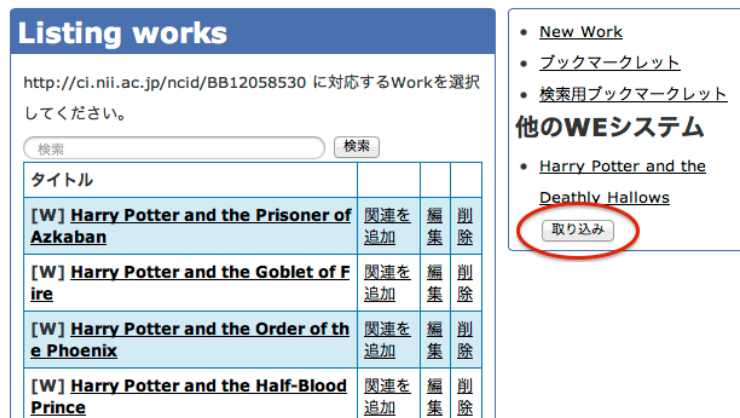 Listing works
http://ci.nii.ac.jp/ncid/BB12058530 に対応するWorkを選択
してください。
検索 検索
タイトル
[W] Harry Potter and the Prisoner of 関連を 編 削
Azkaban 追加 集 除
[W] Harry Potter and the Goblet of F 関連を 編 削
ire 追加 集 除
[W] Harry Potter and the Order of th 関連を 編 削
e Phoenix 追加 集 除
[W] Harry Potter and the Half-Blood 関連を 編 削
Prince 追加 集 除
New Work
ブックマークレット
検索用ブックマークレット
他のWEシステム
Harry Potter and the
Deathly Hallows
取り込み